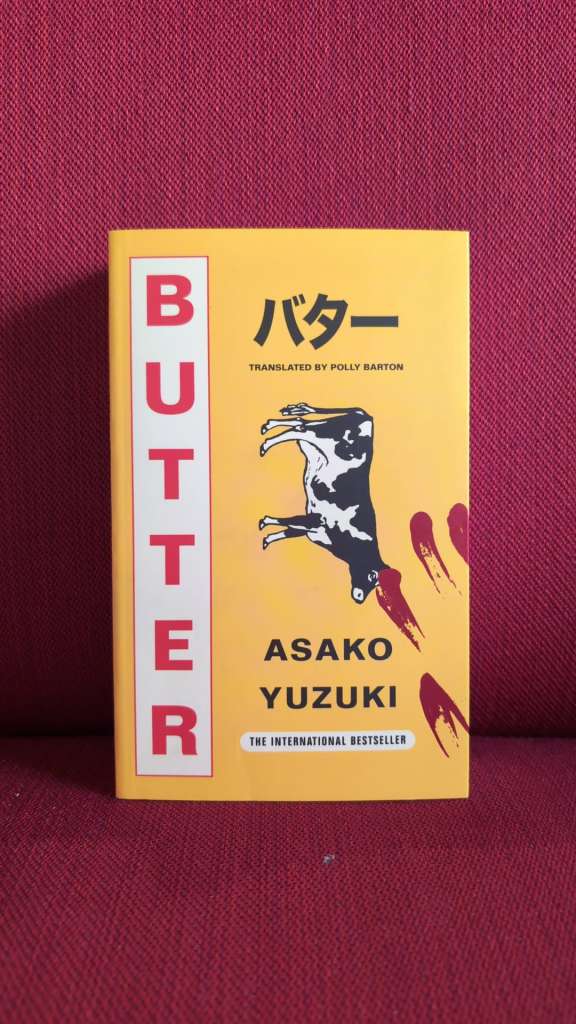 BUTTER
バター
TRANSLATED BY POLLY BARTON
ASAKO
YUZUKI
THE INTERNATIONAL BESTSELLER